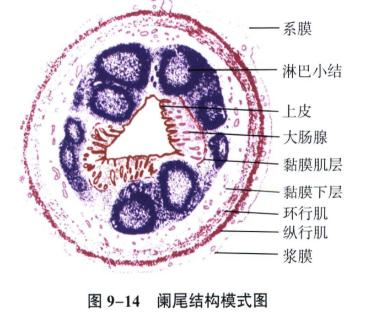 系膜
淋巴小结
上皮
大肠腺
黏膜肌层
黏膜下层
环行肌
纵行肌
浆膜
图 9-14 阑尾结构模式图